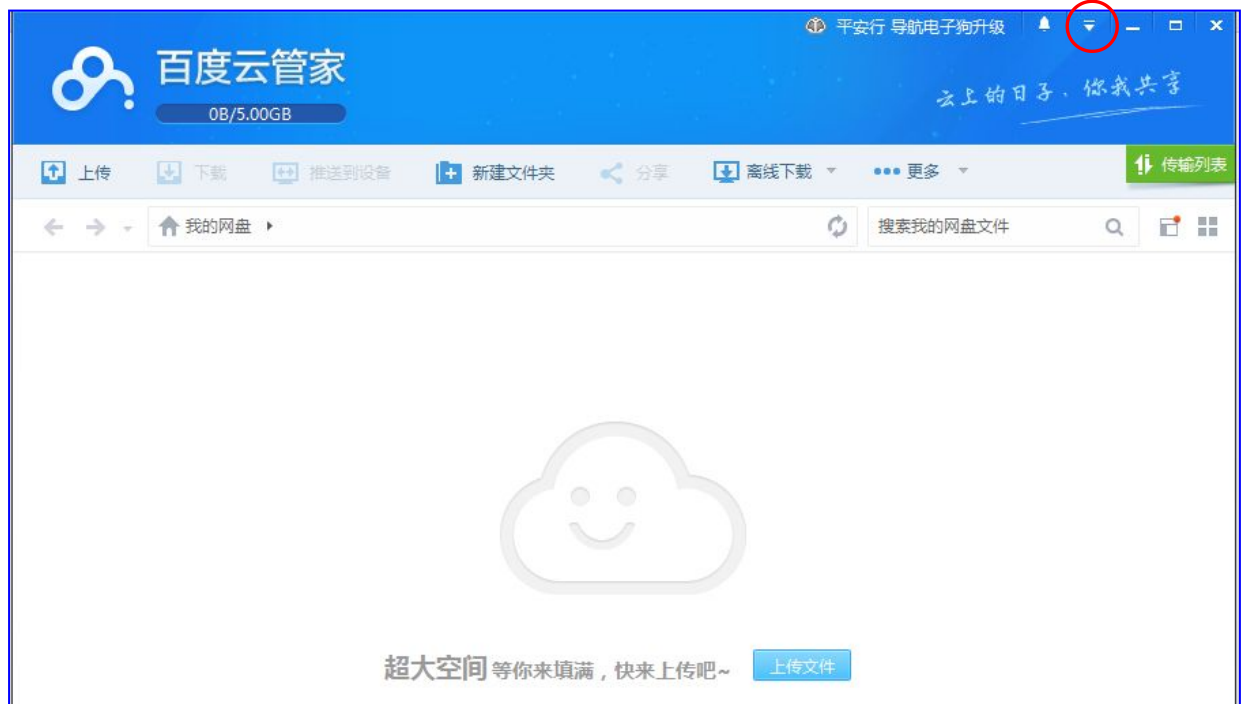 平安行 导航电子狗升级
百度云管家
0B/5.00GB
云上的日子、你我共享
上传 下载 推送到设备 新建文件夹 分享 离线下载 更多 传输列表
我的网盘 搜索我的网盘文件
超大空间 等你来填满，快来上传吧~ 上传文件